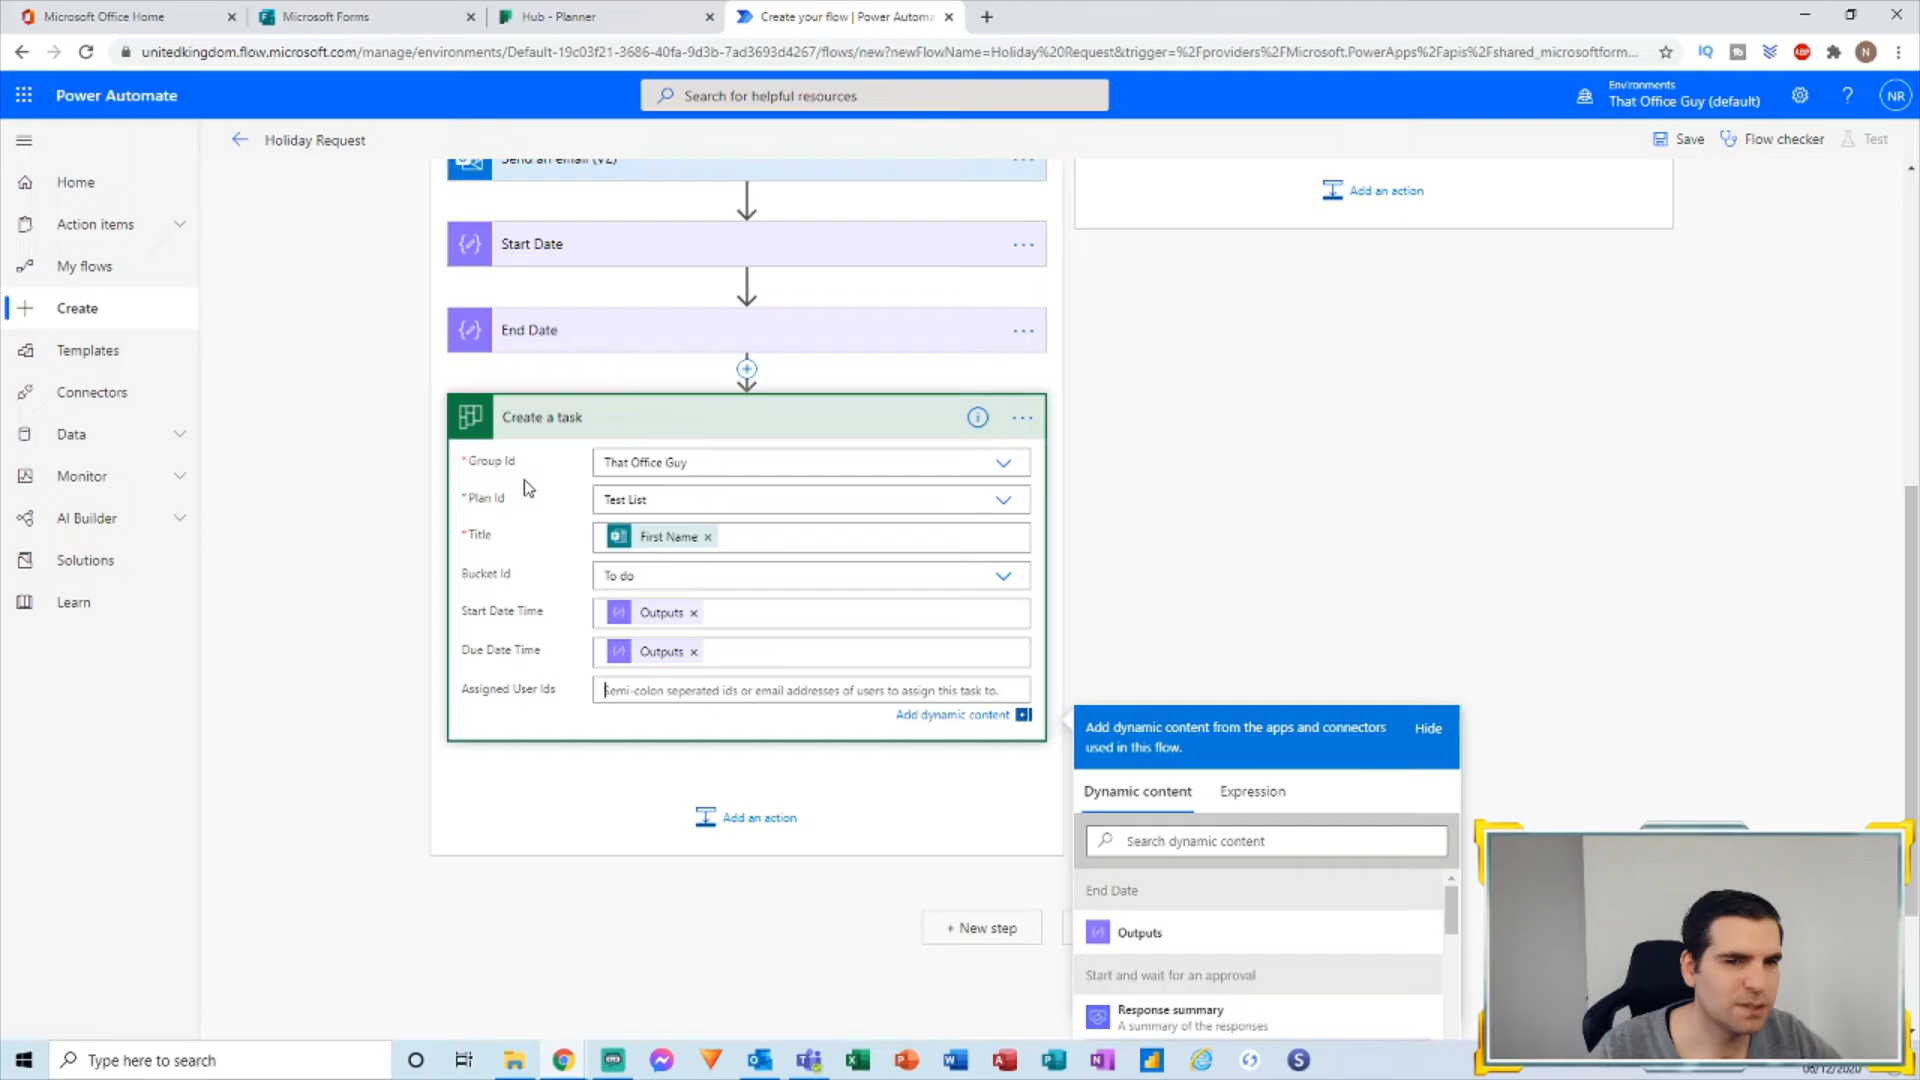 Microsoft Office Home
Microsoft Forms
Hub - Planner
Create your flow | Power Automa
unitedkingdom.flow.microsoft.com/manage/environments/Default-19c03f21-3686-40fa-9d3b-7ad3693d4267/flows/new?newFlowName=Holiday%20Request&trigger=%2Fproviders%2FMicrosoft.PowerApps%2Fapis%2Fshared_microsoftform...
IQ
ABP
N
Power Automate
Search for helpful resources
Environments
That Office Guy (default)
?
NR
Holiday Request
Save
Flow checker
Test
Home
Action items
My flows
Create
Templates
Connectors
Data
Monitor
AI Builder
Solutions
Learn
Send an email (V2)
Add an action
Start Date
End Date
Create a task
* Group Id
That Office Guy
* Plan Id
Test List
* Title
First Name
Bucket Id
To do
Start Date Time
Outputs
Due Date Time
Outputs
Assigned User Ids
Semi-colon seperated ids or email addresses of users to assign this task to.
Add dynamic content
Add an action
+ New step
Add dynamic content from the apps and connectors
used in this flow.
Hide
Dynamic content
Expression
Search dynamic content
End Date
Outputs
Start and wait for an approval
Response summary
A summary of the responses
Type here to search